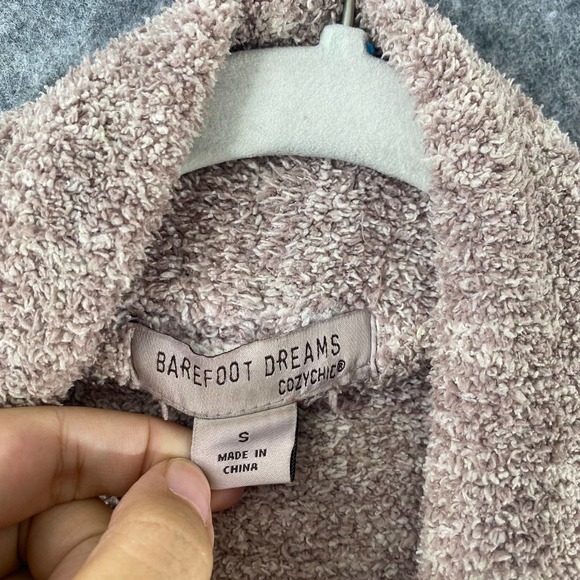 BAREFOOT DREAMS
COZYCHIC®
S
MADE IN
CHINA